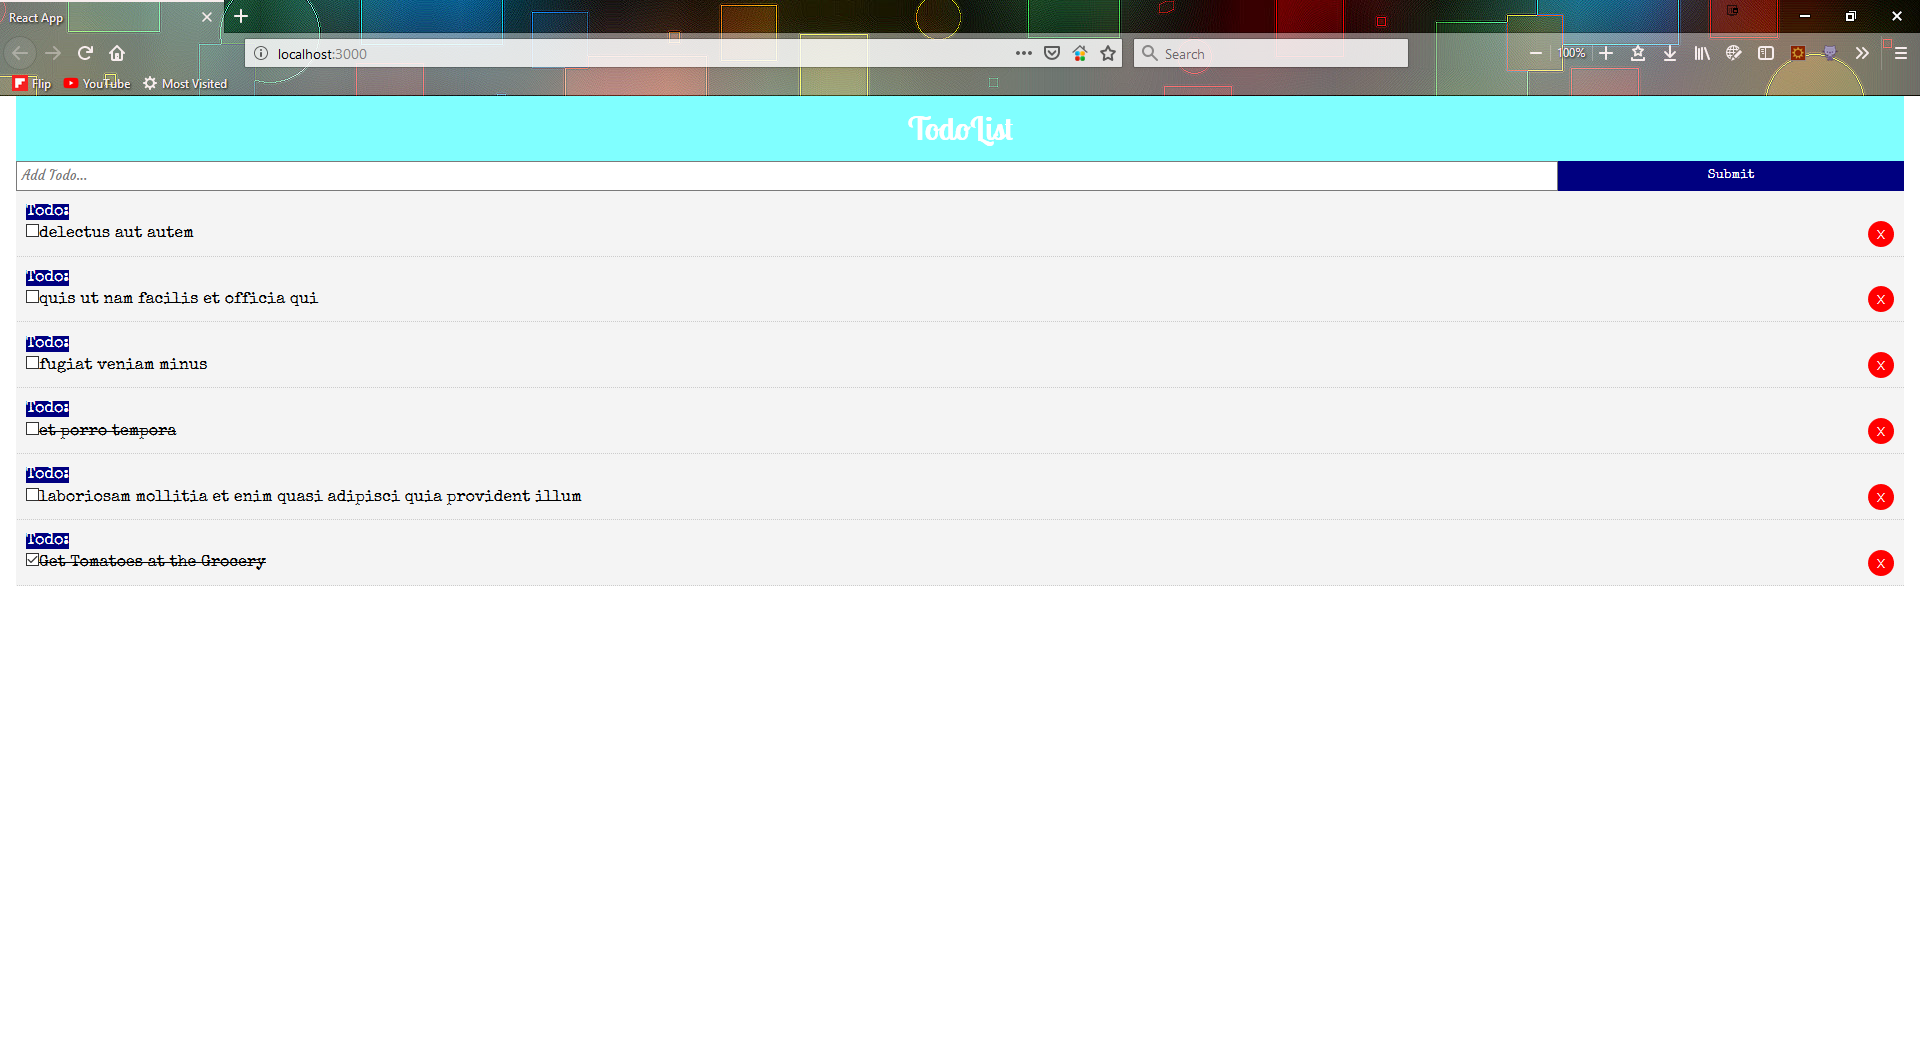 React App
localhost:3000
Search
100%
Flip
YouTube
Most Visited
TodoList
Add Todo...
Submit
Todo:
delectus aut autem
X
Todo:
quis ut nam facilis et officia qui
X
Todo:
fugiat veniam minus
X
Todo:
et porro tempora
X
Todo:
laboriosam mollitia et enim quasi adipisci quia provident illum
X
Todo:
Get Tomatoes at the Grocery
X